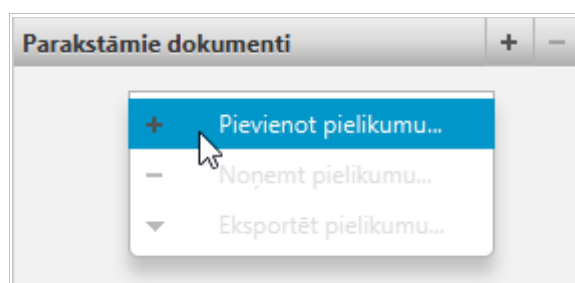 Parakstāmie dokumenti
Pievienot pielikumu...
Noņemt pielikumu...
Eksportēt pielikumu...